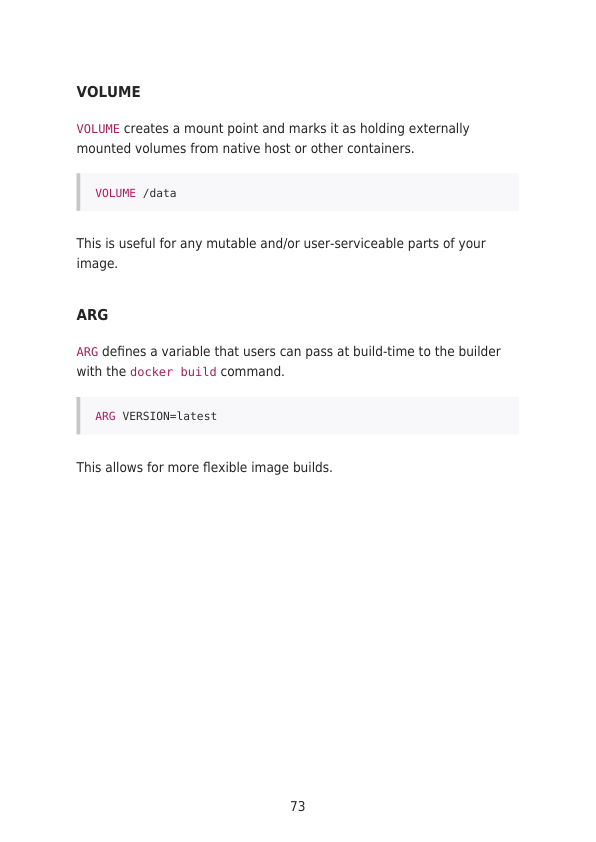 VOLUME
VOLUME creates a mount point and marks it as holding externally
mounted volumes from native host or other containers.
VOLUME /data
This is useful for any mutable and/or user-serviceable parts of your
image.
ARG
ARG defines a variable that users can pass at build-time to the builder
with the docker build command.
ARG VERSION=latest
This allows for more flexible image builds.
73